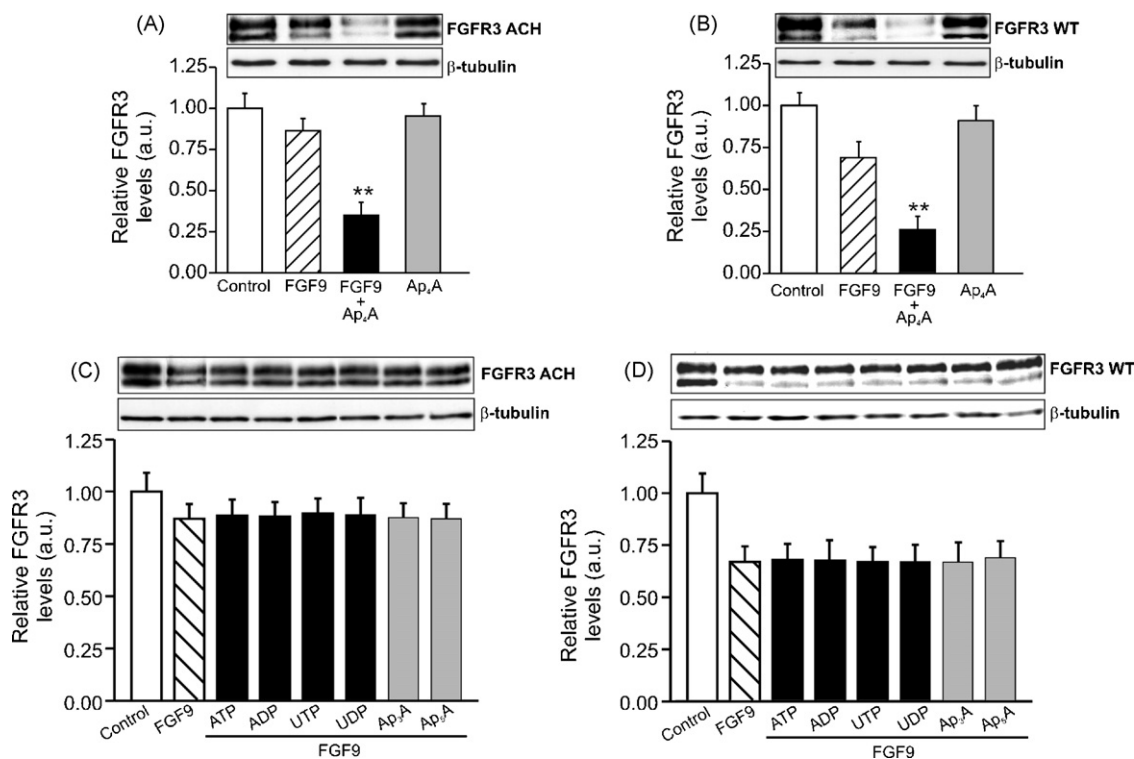 (A)
FGFR3 ACH
β-tubulin
Relative FGFR3
levels (a.u.)
1.25
1.00
0.75
0.50
0.25
0.00
**
Control
FGF9
FGF9
+
Ap₄A
Ap₄A
(B)
FGFR3 WT
β-tubulin
Relative FGFR3
levels (a.u.)
1.25
1.00
0.75
0.50
0.25
0.00
**
Control
FGF9
FGF9
+
Ap₄A
Ap₄A
(C)
FGFR3 ACH
β-tubulin
Relative FGFR3
levels (a.u.)
1.25
1.00
0.75
0.50
0.25
0.00
Control
FGF9
ATP
ADP
UTP
UDP
Ap₃A
Ap₅A
FGF9
(D)
FGFR3 WT
β-tubulin
Relative FGFR3
levels (a.u.)
1.25
1.00
0.75
0.50
0.25
0.00
Control
FGF9
ATP
ADP
UTP
UDP
Ap₃A
Ap₅A
FGF9